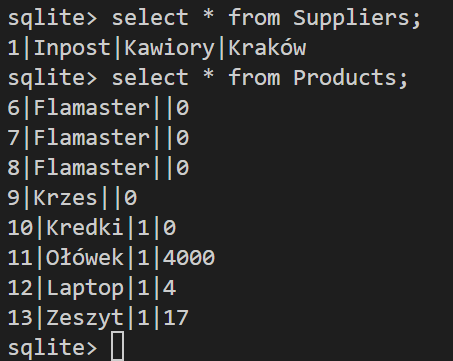 sqlite> select * from Suppliers;
1|Inpost|Kawiory|Kraków
sqlite> select * from Products;
6|Flamaster||0
7|Flamaster||0
8|Flamaster||0
9|Krzes||0
10|Kredki|1|0
11|Ołówek|1|4000
12|Laptop|1|4
13|Zeszyt|1|17
sqlite>